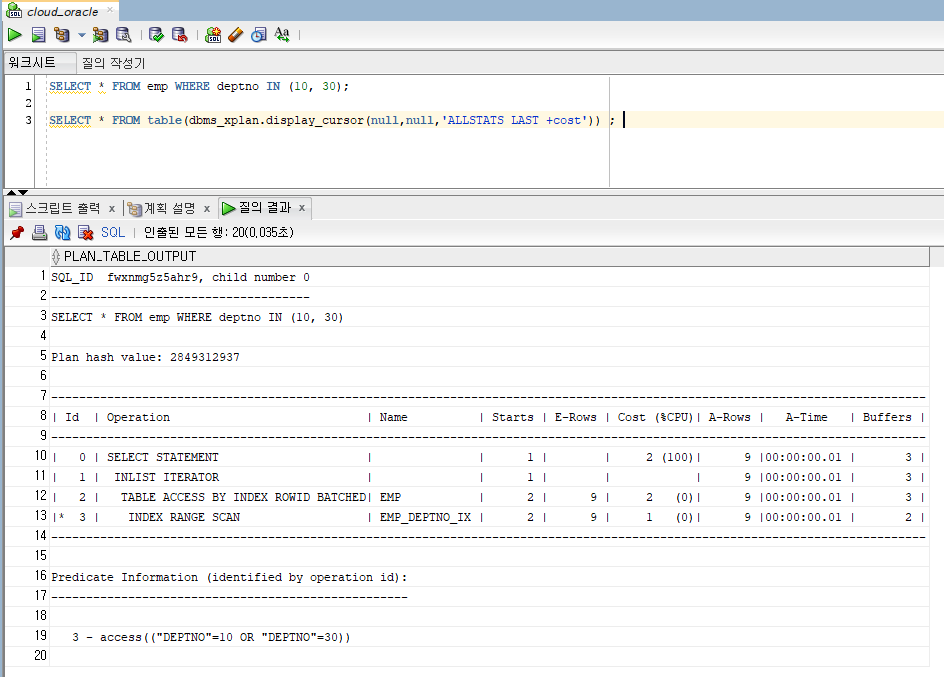 cloud_oracle
워크시트 질의 작성기
1 SELECT * FROM emp WHERE deptno IN (10, 30);
2
3 SELECT * FROM table(dbms_xplan.display_cursor(null,null,'ALLSTATS LAST +cost')) ;
스크립트 출력 x 계획 설명 x 질의 결과 x
SQL | 인출된 모든 행: 20(0,035초)
PLAN_TABLE_OUTPUT
1 SQL_ID  fwxnmg5z5ahr9, child number 0
2 -------------------------------------
3 SELECT * FROM emp WHERE deptno IN (10, 30)
4
5 Plan hash value: 2849312937
6
7 -----------------------------------------------------------------------------------------------------------------------------
8 | Id  | Operation                            | Name          | Starts | E-Rows | Cost (%CPU)| A-Rows |   A-Time   | Buffers |
9 -----------------------------------------------------------------------------------------------------------------------------
10 |   0 | SELECT STATEMENT                     |               |      1 |        |     2 (100)|      9 |00:00:00.01 |       3 |
11 |   1 |  INLIST ITERATOR                     |               |      1 |        |            |      9 |00:00:00.01 |       3 |
12 |   2 |   TABLE ACCESS BY INDEX ROWID BATCHED| EMP           |      2 |      9 |     2   (0)|      9 |00:00:00.01 |       3 |
13 |*  3 |    INDEX RANGE SCAN                  | EMP_DEPTNO_IX |      2 |      9 |     1   (0)|      9 |00:00:00.01 |       2 |
14 -----------------------------------------------------------------------------------------------------------------------------
15
16 Predicate Information (identified by operation id):
17 ---------------------------------------------------
18
19    3 - access(("DEPTNO"=10 OR "DEPTNO"=30))
20